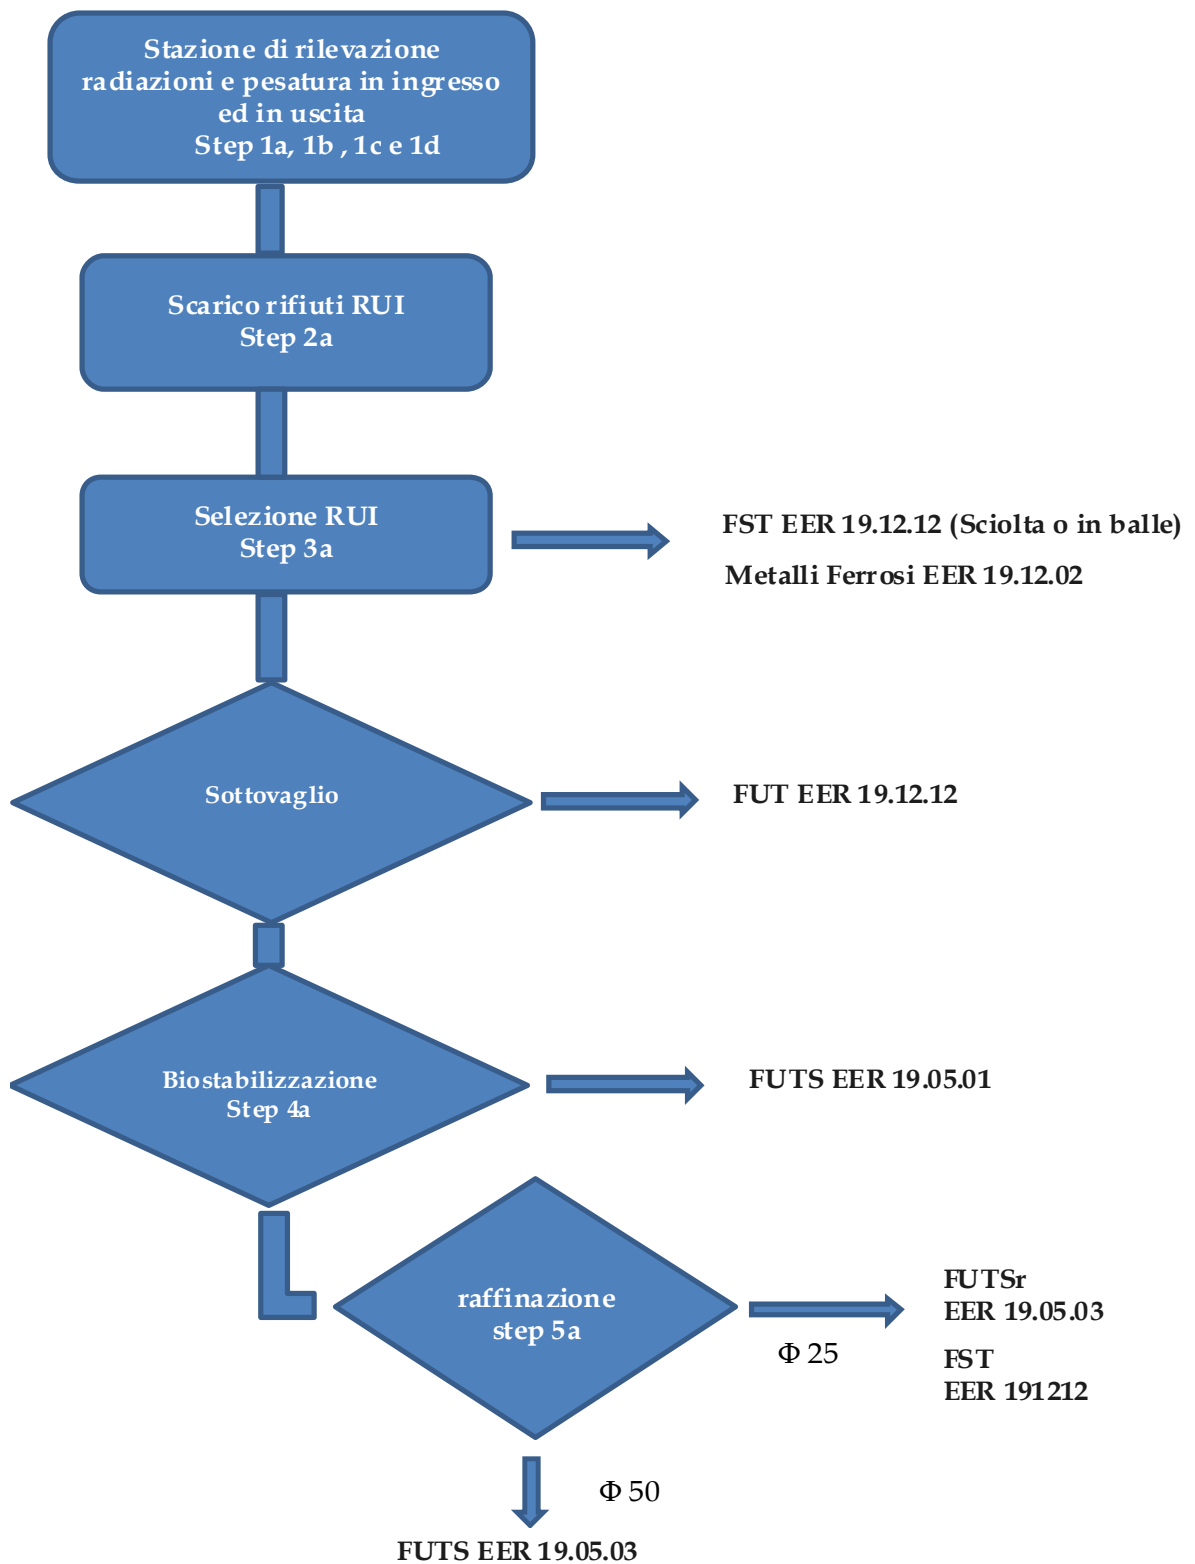 Stazione di rilevazione
radiazioni e pesatura in ingresso
ed in uscita
Step 1a, 1b , 1c e 1d
Scarico rifiuti RUI
Step 2a
Selezione RUI
Step 3a
FST EER 19.12.12 (Sciolta o in balle)
Metalli Ferrosi EER 19.12.02
Sottovaglio
FUT EER 19.12.12
Biostabilizzazione
Step 4a
FUTS EER 19.05.01
raffinazione
step 5a
Φ 25
FUTSr
EER 19.05.03
FST
EER 191212
Φ 50
FUTS EER 19.05.03